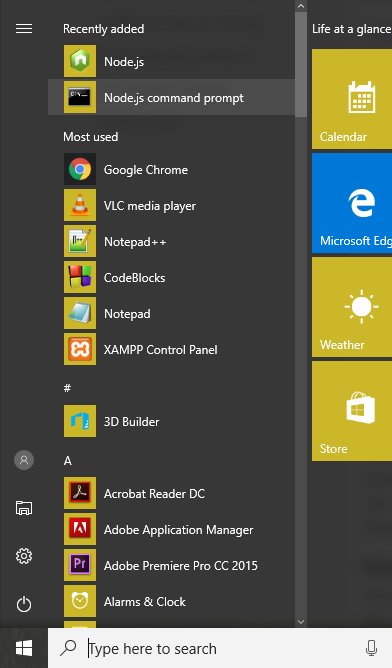 Recently added
Node.js
Node.js command prompt
Most used
Google Chrome
VLC media player
Notepad++
CodeBlocks
Notepad
XAMPP Control Panel
#
3D Builder
A
Acrobat Reader DC
Adobe Application Manager
Adobe Premiere Pro CC 2015
Alarms & Clock
Life at a glance
Calendar
Microsoft Edg
Weather
Store
Type here to search